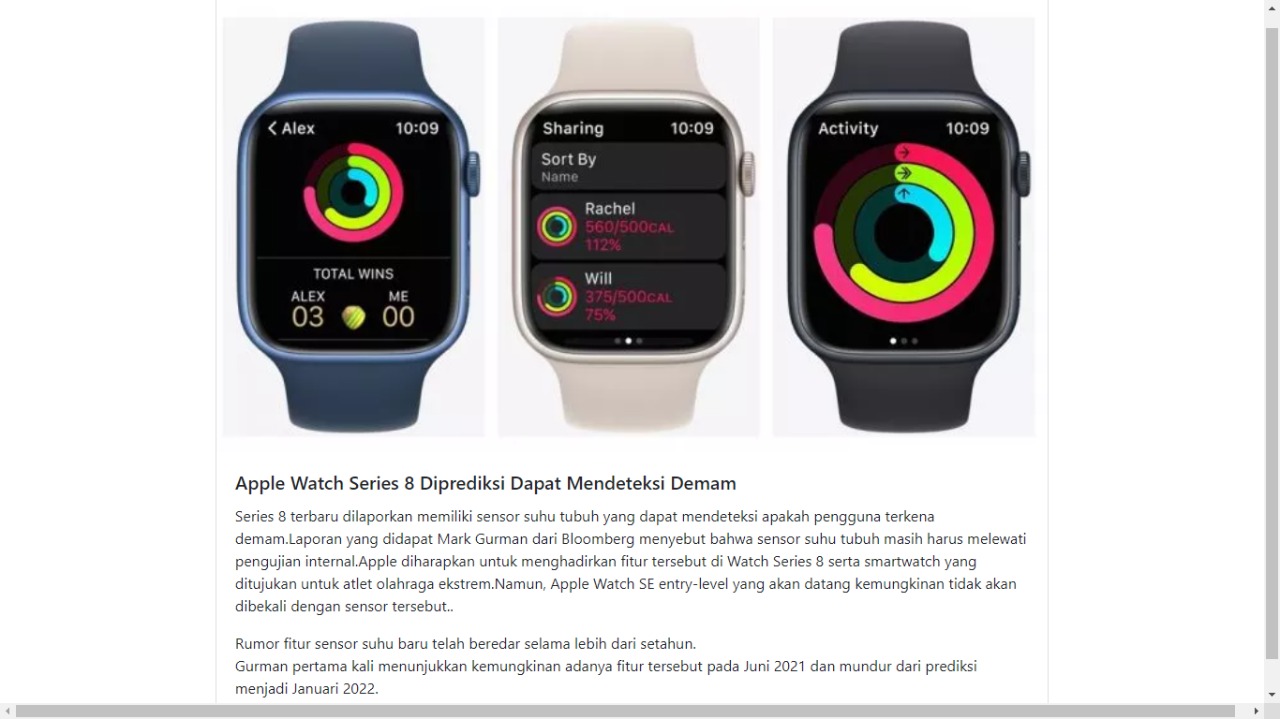 Alex 10:09
TOTAL WINS
ALEX ME
03 00
Sharing 10:09
Sort By
Name
Rachel
560/500CAL
112%
Will
375/500CAL
75%
Activity 10:09
Apple Watch Series 8 Diprediksi Dapat Mendeteksi Demam
Series 8 terbaru dilaporkan memiliki sensor suhu tubuh yang dapat mendeteksi apakah pengguna terkena
demam.Laporan yang didapat Mark Gurman dari Bloomberg menyebut bahwa sensor suhu tubuh masih harus melewati
pengujian internal.Apple diharapkan untuk menghadirkan fitur tersebut di Watch Series 8 serta smartwatch yang
ditujukan untuk atlet olahraga ekstrem.Namun, Apple Watch SE entry-level yang akan datang kemungkinan tidak akan
dibekali dengan sensor tersebut..
Rumor fitur sensor suhu baru telah beredar selama lebih dari setahun.
Gurman pertama kali menunjukkan kemungkinan adanya fitur tersebut pada Juni 2021 dan mundur dari prediksi
menjadi Januari 2022.